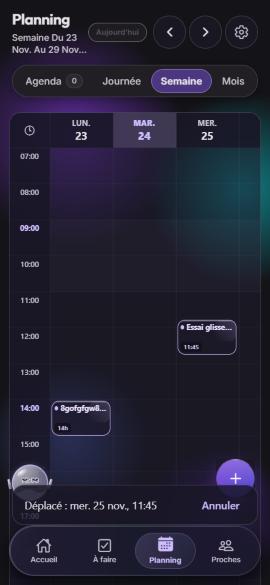 Planning
Semaine Du 23
Nov. Au 29 Nov...
Aujourd'hui
Agenda 0
Journée
Semaine
Mois
LUN.
23
MAR.
24
MER.
25
07:00
08:00
09:00
10:00
11:00
Essai glisse...
11:45
12:00
13:00
14:00
8gofgfgw8...
14h
15:00
Déplacé : mer. 25 nov., 11:45
Annuler
17:00
Accueil
À faire
Planning
Proches